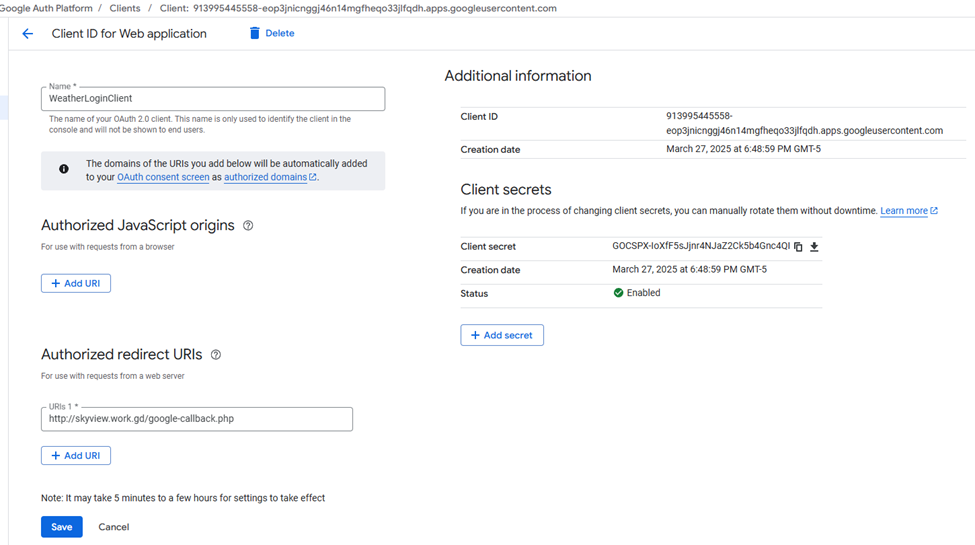 Google Auth Platform / Clients / Client: 913995445558-eop3jnicnggj46n14mgfheqo33jlfqdh.apps.googleusercontent.com
Client ID for Web application
Delete
Name *
WeatherLoginClient
The name of your OAuth 2.0 client. This name is only used to identify the client in the
console and will not be shown to end users.
The domains of the URIs you add below will be automatically added
to your OAuth consent screen as authorized domains.
Authorized JavaScript origins
For use with requests from a browser
+ Add URI
Authorized redirect URIs
For use with requests from a web server
URIs 1 *
http://skyview.work.gd/google-callback.php
+ Add URI
Note: It may take 5 minutes to a few hours for settings to take effect
Save
Cancel
Additional information
Client ID
913995445558-
eop3jnicnggj46n14mgfheqo33jlfqdh.apps.googleusercontent.com
Creation date
March 27, 2025 at 6:48:59 PM GMT-5
Client secrets
If you are in the process of changing client secrets, you can manually rotate them without downtime. Learn more
Client secret
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
Creation date
March 27, 2025 at 6:48:59 PM GMT-5
Status
Enabled
+ Add secret